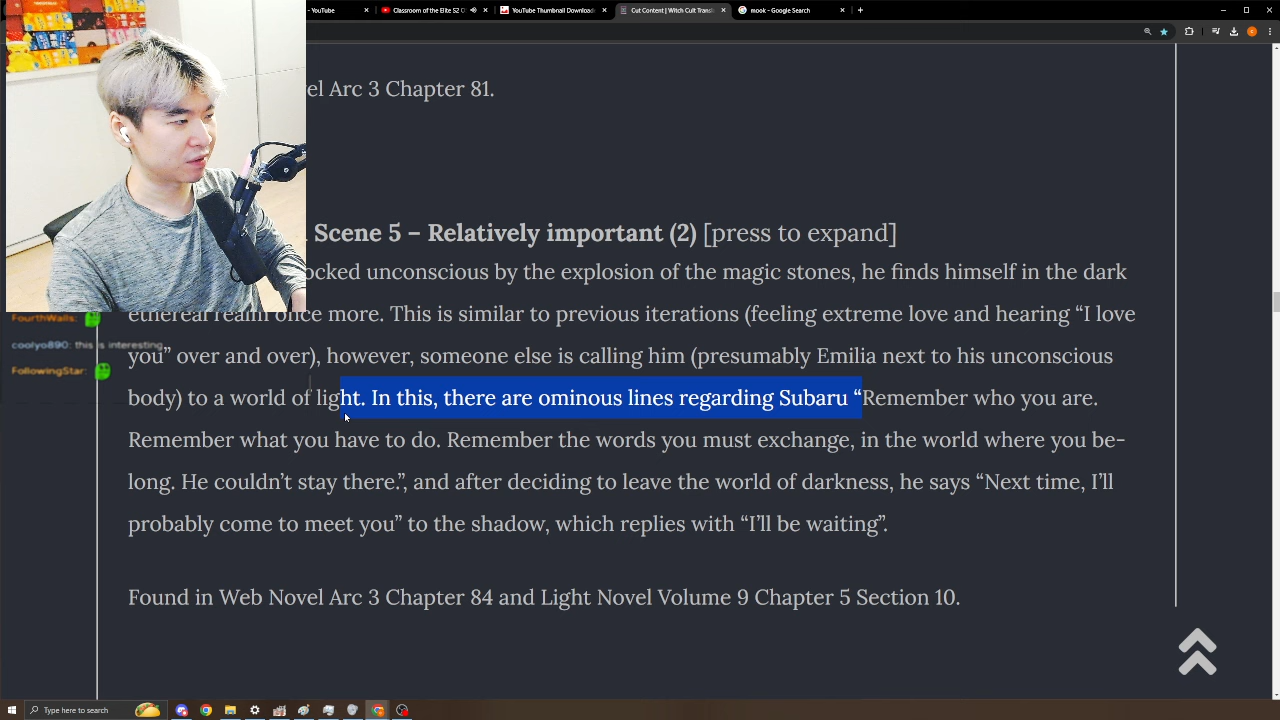 - YouTube
Classroom of the Elite S2 C
YouTube Thumbnail Download
Cut Content | Witch Cult Trans
mook - Google Search
el Arc 3 Chapter 81.
Scene 5 – Relatively important (2) [press to expand]
ocked unconscious by the explosion of the magic stones, he finds himself in the dark
ethereal realm once more. This is similar to previous iterations (feeling extreme love and hearing “I love
you” over and over), however, someone else is calling him (presumably Emilia next to his unconscious
body) to a world of light. In this, there are ominous lines regarding Subaru “Remember who you are.
Remember what you have to do. Remember the words you must exchange, in the world where you be-
long. He couldn’t stay there.”, and after deciding to leave the world of darkness, he says “Next time, I’ll
probably come to meet you” to the shadow, which replies with “I’ll be waiting”.
Found in Web Novel Arc 3 Chapter 84 and Light Novel Volume 9 Chapter 5 Section 10.
FourthWalls:
coolyo890: this is interesting
FollowingStar:
Type here to search